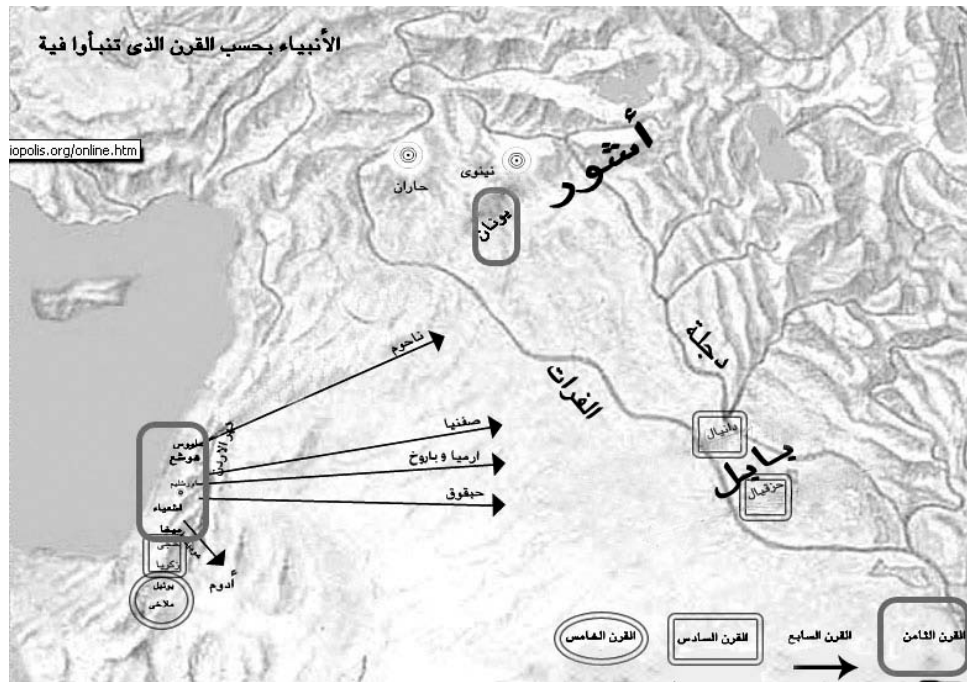 الأنبياء بحسب القرن الذى تنبأوا فية
iopolis.org/online.htm
أشور
نينوى
حاران
يونان
دجلة
الفرات
ناحوم
صفنيا
ارميا و باروخ
حبقوق
نهر الاردن
هوشع
اشعياء
ميخا
زكريا
أدوم
يوئيل
ملاخى
دانيال
بابل
حزقيال
القرن الثامن
القرن السابع
القرن السادس
القرن الخامس